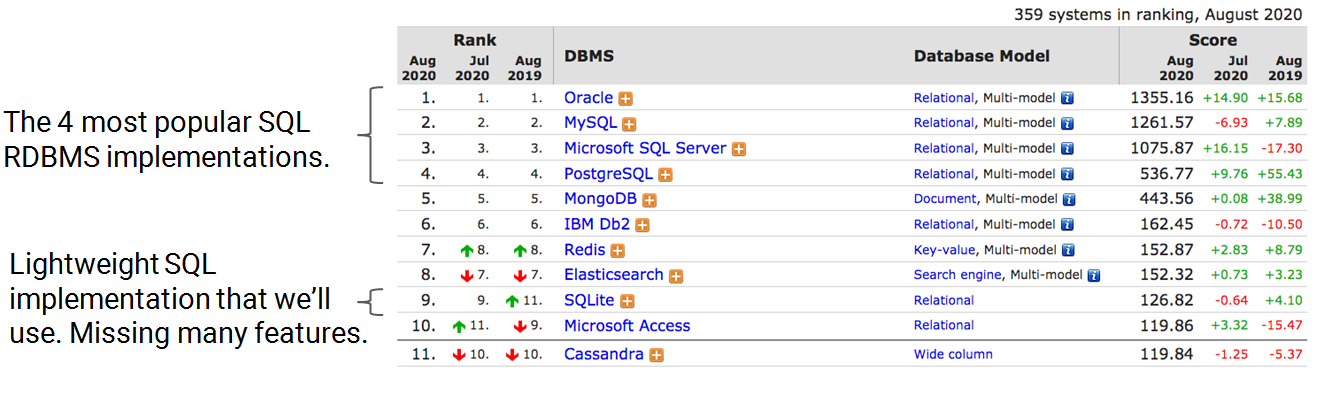 359 systems in ranking, August 2020
Rank DBMS Database Model Score
Aug 2020 Jul 2020 Aug 2019 Aug 2020 Jul 2020 Aug 2019
The 4 most popular SQL
RDBMS implementations.
1. 1. 1. Oracle + Relational, Multi-model i 1355.16 +14.90 +15.68
2. 2. 2. MySQL + Relational, Multi-model i 1261.57 -6.93 +7.89
3. 3. 3. Microsoft SQL Server + Relational, Multi-model i 1075.87 +16.15 -17.30
4. 4. 4. PostgreSQL + Relational, Multi-model i 536.77 +9.76 +55.43
5. 5. 5. MongoDB + Document, Multi-model i 443.56 +0.08 +38.99
6. 6. 6. IBM Db2 + Relational, Multi-model i 162.45 -0.72 -10.50
7. 8. 8. Redis + Key-value, Multi-model i 152.87 +2.83 +8.79
8. 7. 7. Elasticsearch + Search engine, Multi-model i 152.32 +0.73 +3.23
Lightweight SQL
implementation that we’ll
use. Missing many features.
9. 9. 11. SQLite + Relational 126.82 -0.64 +4.10
10. 11. 9. Microsoft Access Relational 119.86 +3.32 -15.47
11. 10. 10. Cassandra + Wide column 119.84 -1.25 -5.37